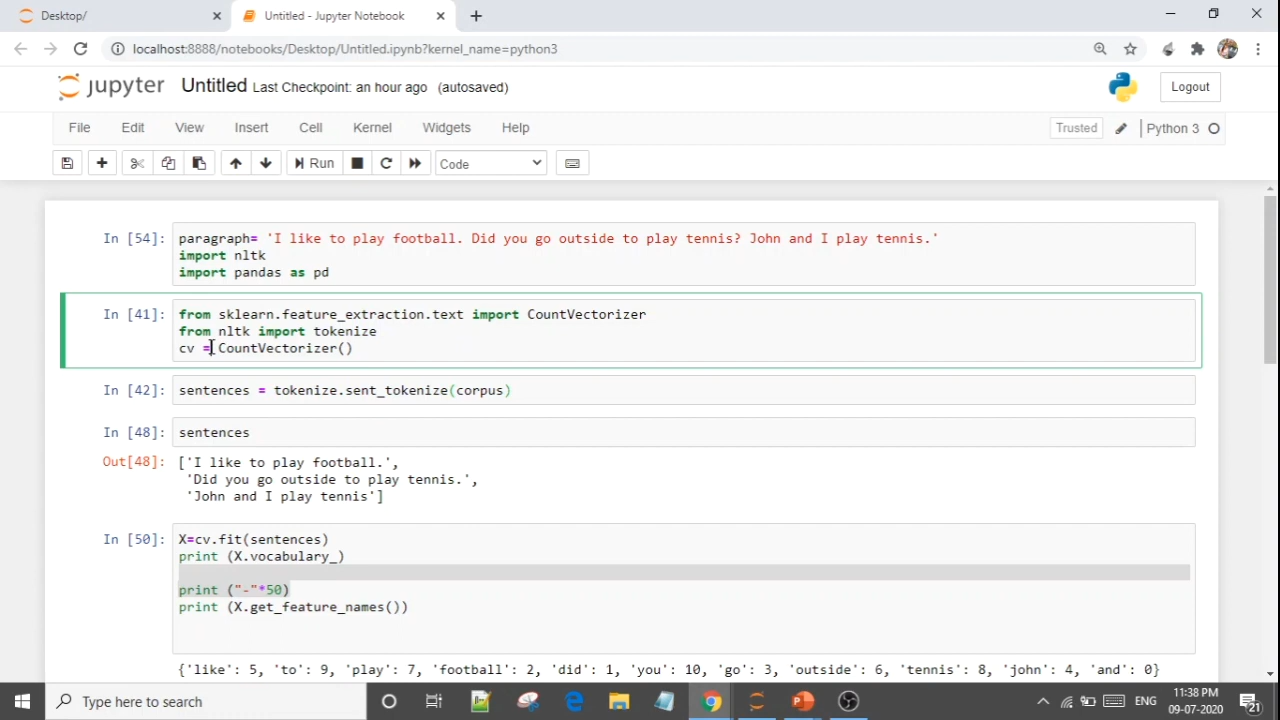 Desktop/
Untitled - Jupyter Notebook
localhost:8888/notebooks/Desktop/Untitled.ipynb?kernel_name=python3
jupyter Untitled Last Checkpoint: an hour ago (autosaved)
Logout
File Edit View Insert Cell Kernel Widgets Help
Trusted Python 3
Run Code
In [54]: paragraph= 'I like to play football. Did you go outside to play tennis? John and I play tennis.'
import nltk
import pandas as pd
In [41]: from sklearn.feature_extraction.text import CountVectorizer
from nltk import tokenize
cv = CountVectorizer()
In [42]: sentences = tokenize.sent_tokenize(corpus)
In [48]: sentences
Out[48]: ['I like to play football.',
'Did you go outside to play tennis.',
'John and I play tennis']
In [50]: X=cv.fit(sentences)
print (X.vocabulary_)
print ("-"*50)
print (X.get_feature_names())
{'like': 5, 'to': 9, 'play': 7, 'football': 2, 'did': 1, 'you': 10, 'go': 3, 'outside': 6, 'tennis': 8, 'john': 4, 'and': 0}
Type here to search
ENG
11:38 PM
09-07-2020
21